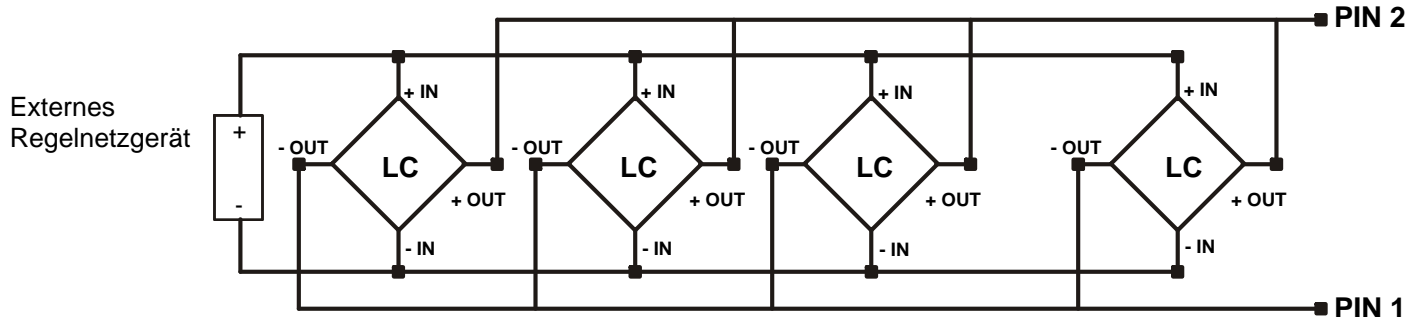 PIN 2
Externes
Regelnetzgerät
+
-
+ IN
- OUT
LC
+ OUT
- IN
+ IN
- OUT
LC
+ OUT
- IN
+ IN
- OUT
LC
+ OUT
- IN
+ IN
- OUT
LC
+ OUT
- IN
PIN 1